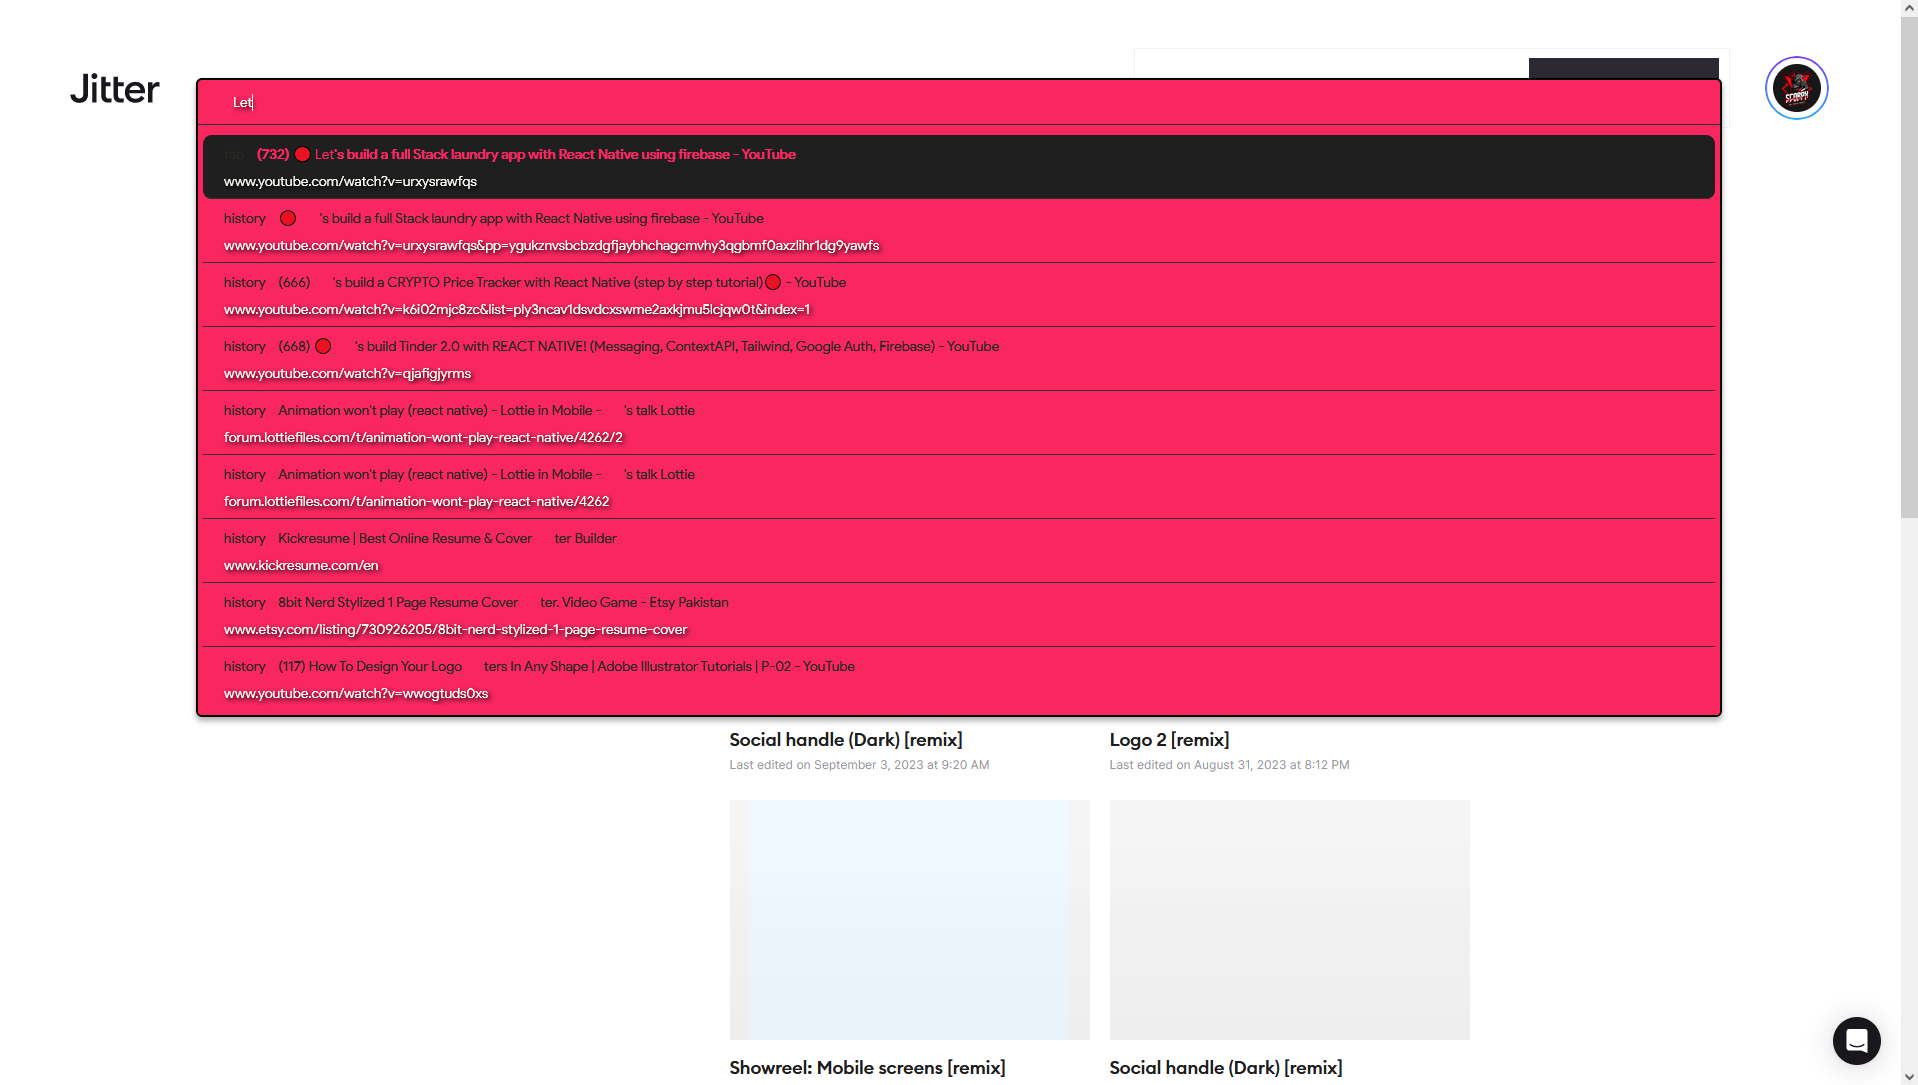 Jitter
Let
tab (732) Let's build a full Stack laundry app with React Native using firebase - YouTube
www.youtube.com/watch?v=urxysrawfqs
history 's build a full Stack laundry app with React Native using firebase - YouTube
www.youtube.com/watch?v=urxysrawfqs&pp=ygukznvsbcbzdgfjaybhchagcmvhy3qgbmf0axzlihr1dg9yawfs
history (666) 's build a CRYPTO Price Tracker with React Native (step by step tutorial) - YouTube
www.youtube.com/watch?v=k6i02mjc8zc&list=ply3ncav1dsvdcxswme2axkjmu5lcjqw0t&index=1
history (668) 's build Tinder 2.0 with REACT NATIVE! (Messaging, ContextAPI, Tailwind, Google Auth, Firebase) - YouTube
www.youtube.com/watch?v=qjafigjyrms
history Animation won't play (react native) - Lottie in Mobile - 's talk Lottie
forum.lottiefiles.com/t/animation-wont-play-react-native/4262/2
history Animation won't play (react native) - Lottie in Mobile - 's talk Lottie
forum.lottiefiles.com/t/animation-wont-play-react-native/4262
history Kickresume | Best Online Resume & Cover ter Builder
www.kickresume.com/en
history 8bit Nerd Stylized 1 Page Resume Cover ter. Video Game - Etsy Pakistan
www.etsy.com/listing/730926205/8bit-nerd-stylized-1-page-resume-cover
history (117) How To Design Your Logo ters In Any Shape | Adobe Illustrator Tutorials | P-02 - YouTube
www.youtube.com/watch?v=wwogtuds0xs
Social handle (Dark) [remix]
Last edited on September 3, 2023 at 9:20 AM
Logo 2 [remix]
Last edited on August 31, 2023 at 8:12 PM
Showreel: Mobile screens [remix]
Social handle (Dark) [remix]